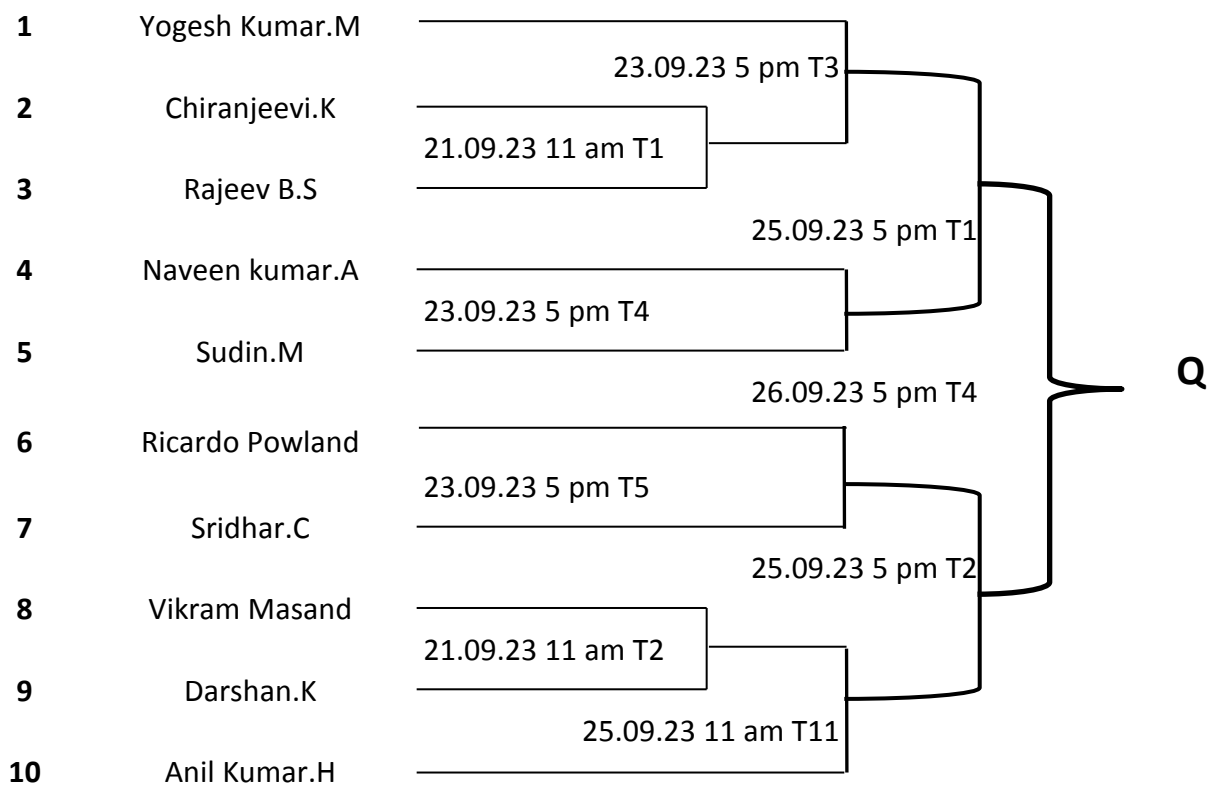 1 Yogesh Kumar.M
23.09.23 5 pm T3
2 Chiranjeevi.K
21.09.23 11 am T1
3 Rajeev B.S
25.09.23 5 pm T1
4 Naveen kumar.A
23.09.23 5 pm T4
5 Sudin.M
Q
26.09.23 5 pm T4
6 Ricardo Powland
23.09.23 5 pm T5
7 Sridhar.C
25.09.23 5 pm T2
8 Vikram Masand
21.09.23 11 am T2
9 Darshan.K
25.09.23 11 am T11
10 Anil Kumar.H